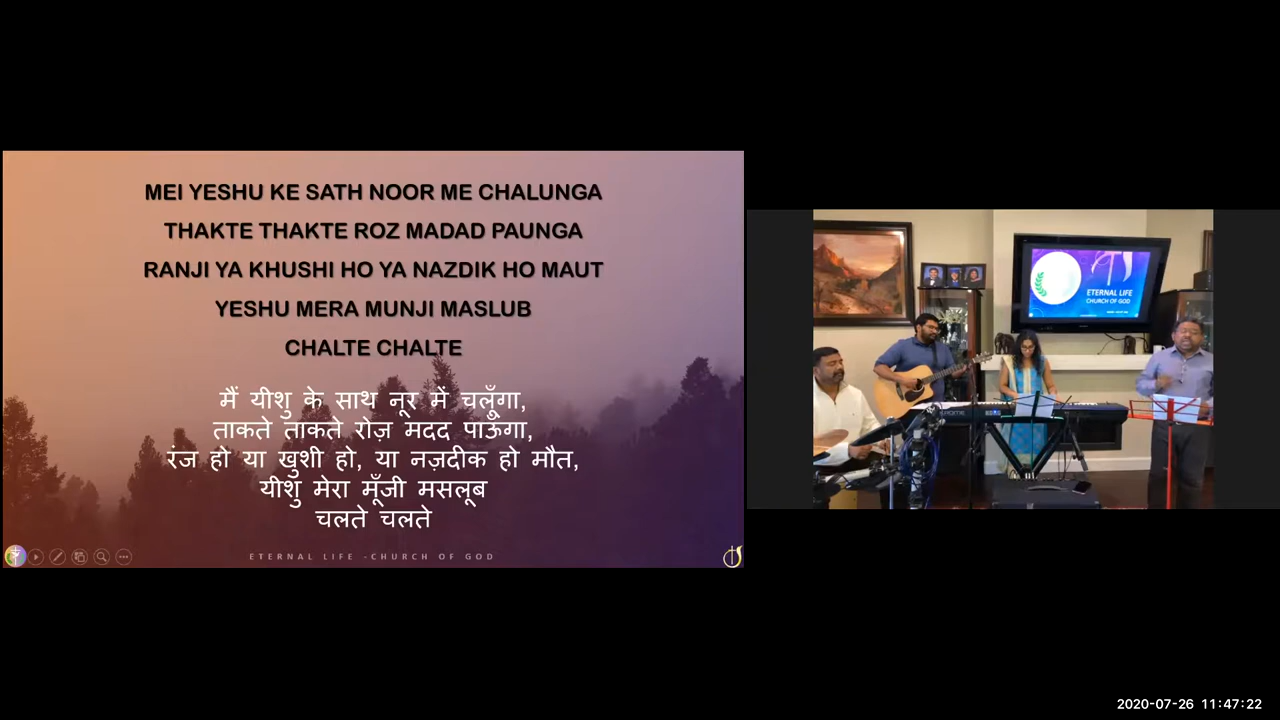 MEI YESHU KE SATH NOOR ME CHALUNGA
THAKTE THAKTE ROZ MADAD PAUNGA
RANJI YA KHUSHI HO YA NAZDIK HO MAUT
YESHU MERA MUNJI MASLUB
CHALTE CHALTE
मैं यीशु के साथ नूर में चलूँगा,
ताकते ताकते रोज़ मदद पाऊँगा,
रंज हो या खुशी हो, या नज़दीक हो मौत,
यीशु मेरा मूँजी मसलूब
चलते चलते
ETERNAL LIFE -CHURCH OF GOD
ETERNAL LIFE
CHURCH OF GOD
KROME
2020-07-26 11:47:22